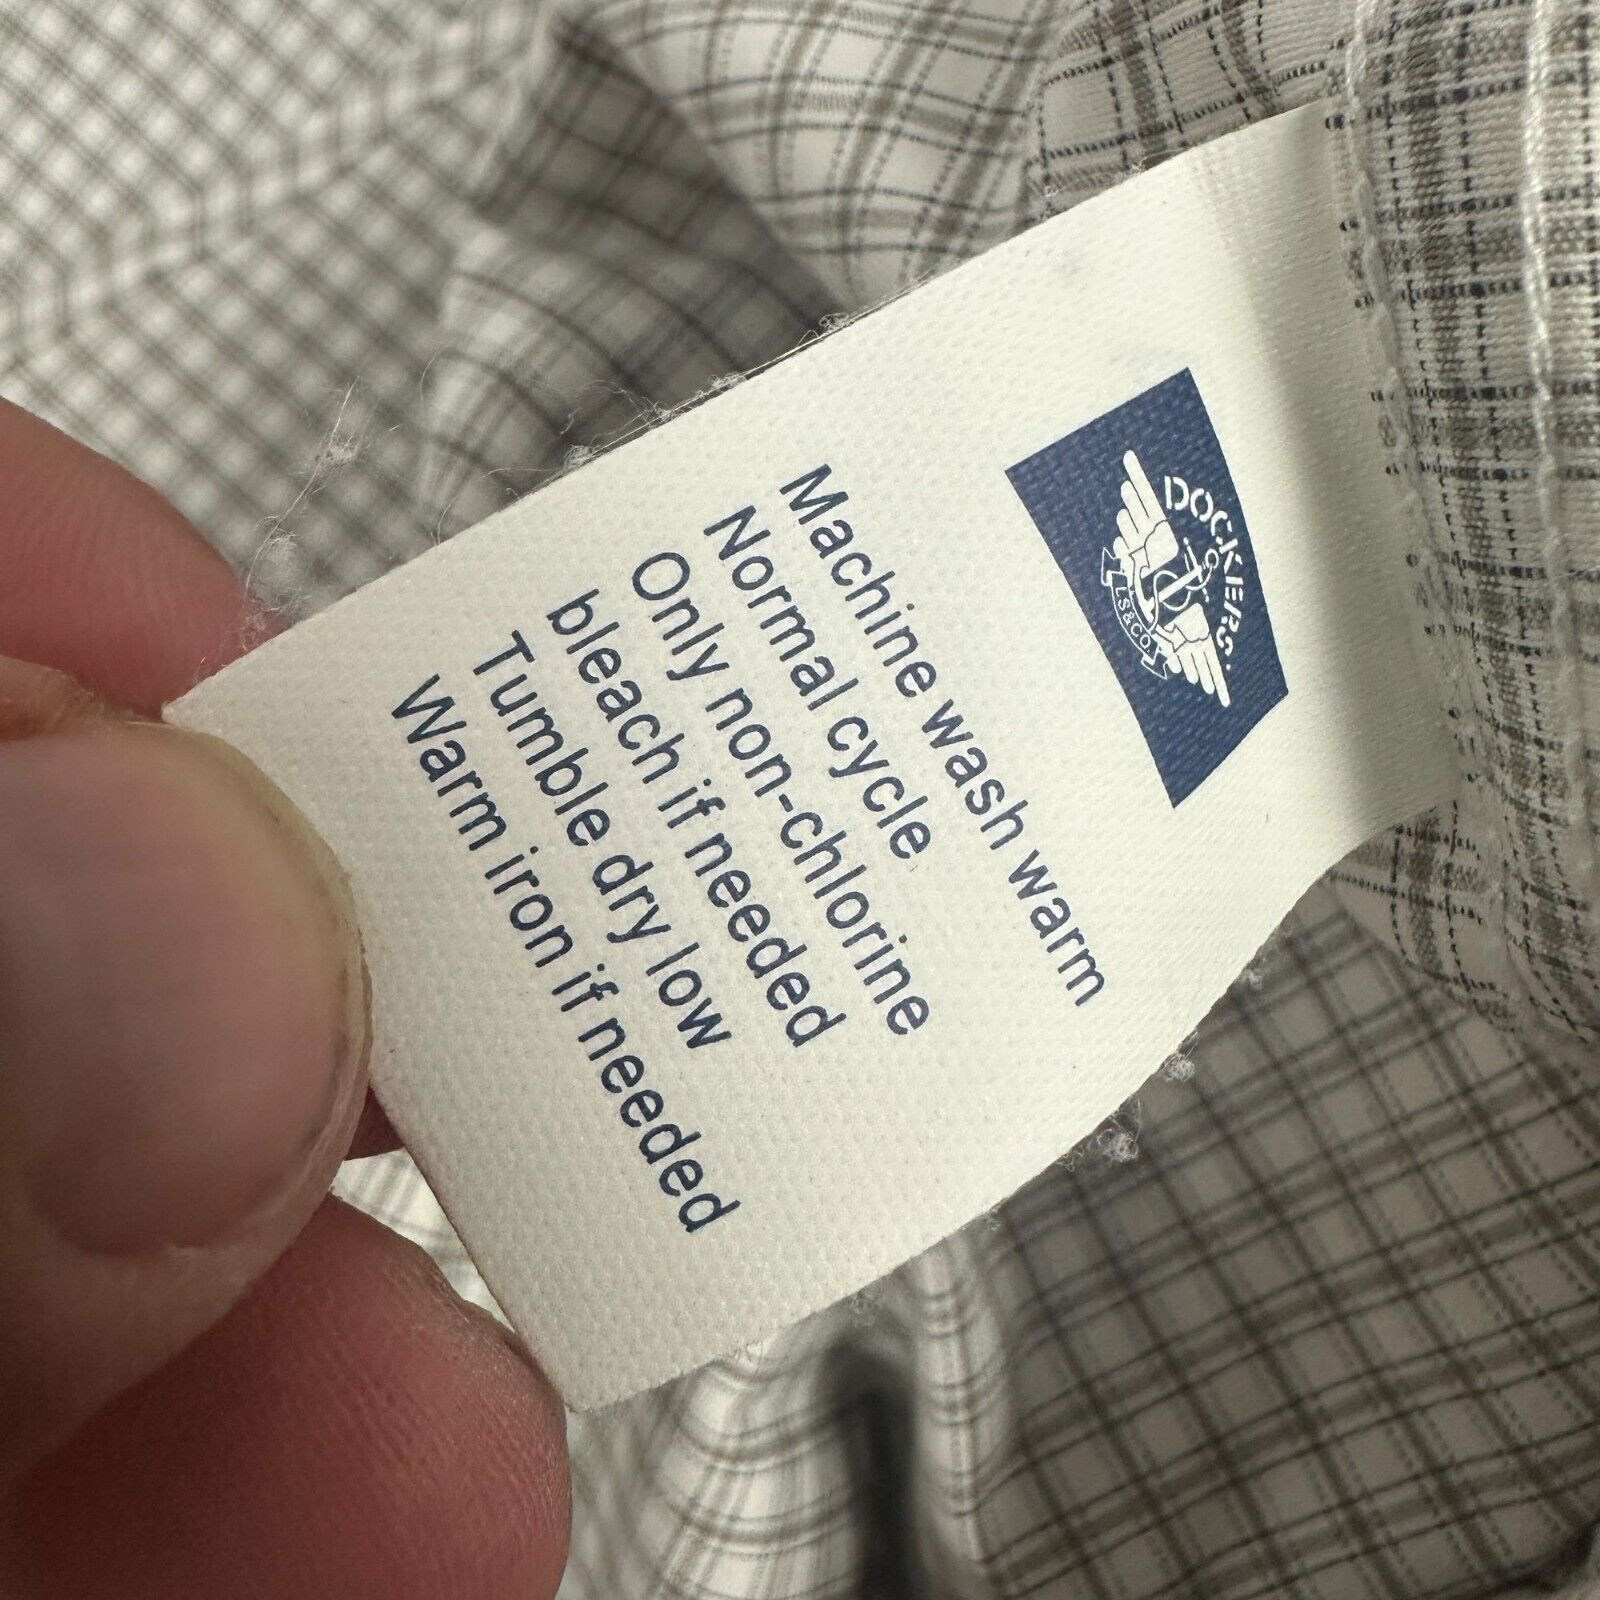 DOCKERS.
LS&CO.
Machine wash warm
Normal cycle
Only non-chlorine
bleach if needed
Tumble dry low
Warm iron if needed